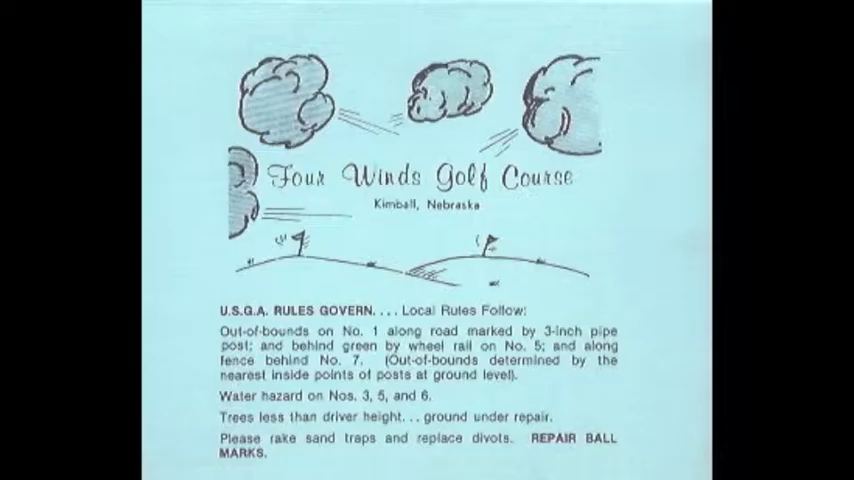 Four Winds Golf Course
Kimball, Nebraska
U.S.G.A. RULES GOVERN.... Local Rules Follow:
Out-of-bounds on No. 1 along road marked by 3-inch pipe
post; and behind green by wheel rail on No. 5; and along
fence behind No. 7. (Out-of-bounds determined by the
nearest inside points of posts at ground level).
Water hazard on Nos. 3, 5, and 6.
Trees less than driver height... ground under repair.
Please rake sand traps and replace divots. REPAIR BALL
MARKS.